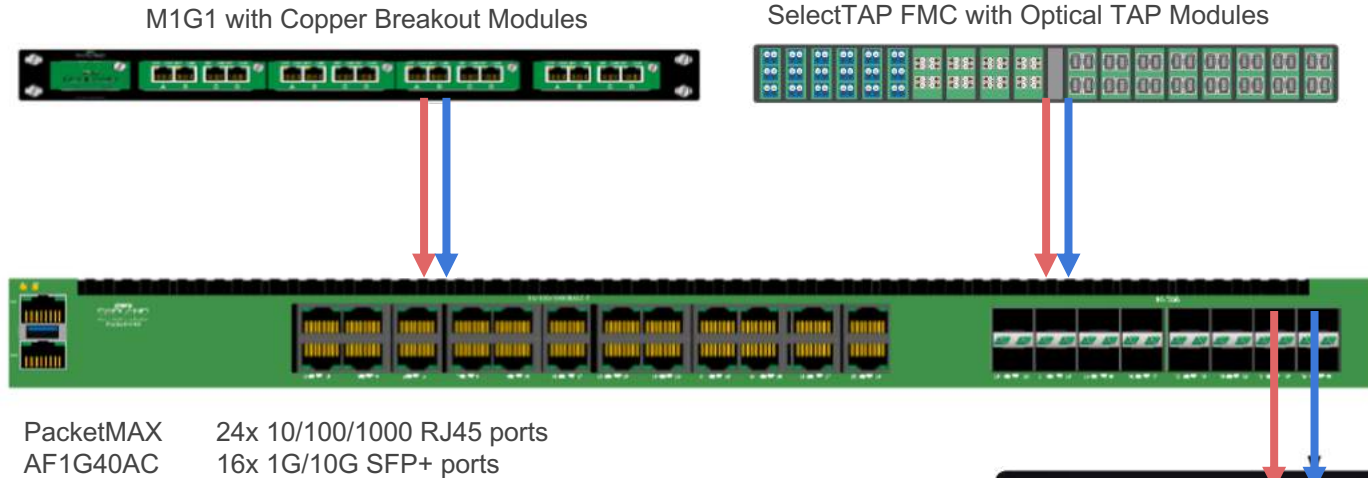 M1G1 with Copper Breakout Modules
SelectTAP FMC with Optical TAP Modules
PacketMAX 24x 10/100/1000 RJ45 ports
AF1G40AC 16x 1G/10G SFP+ ports